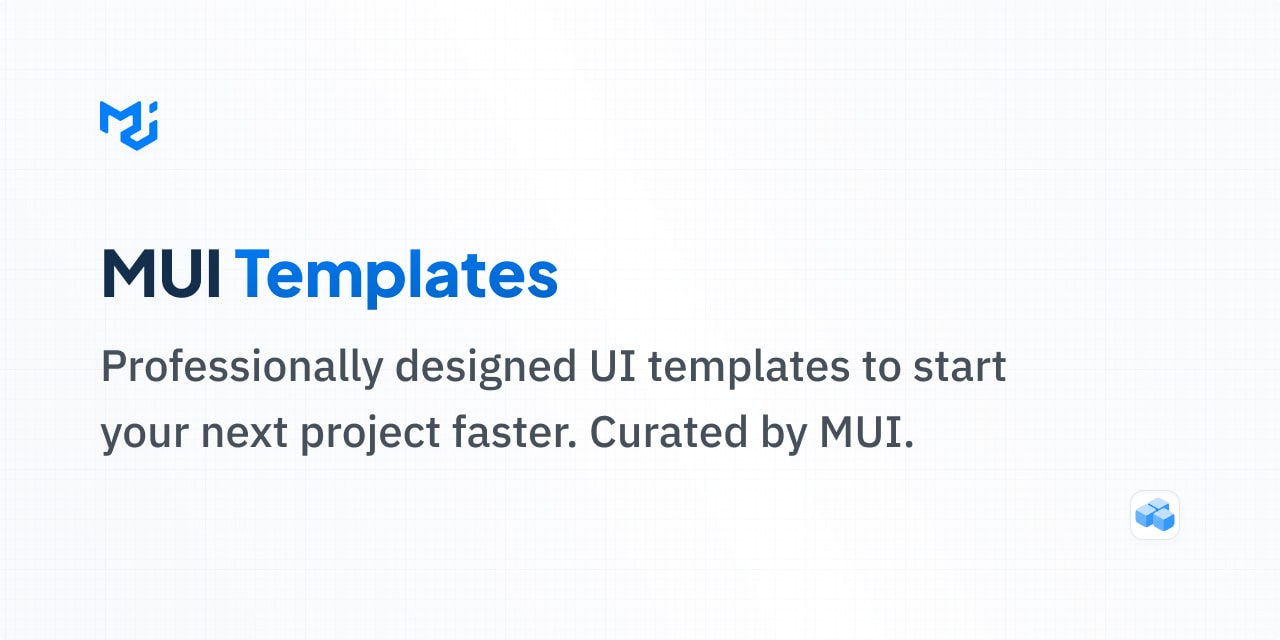 MUI Templates
Professionally designed UI templates to start
your next project faster. Curated by MUI.